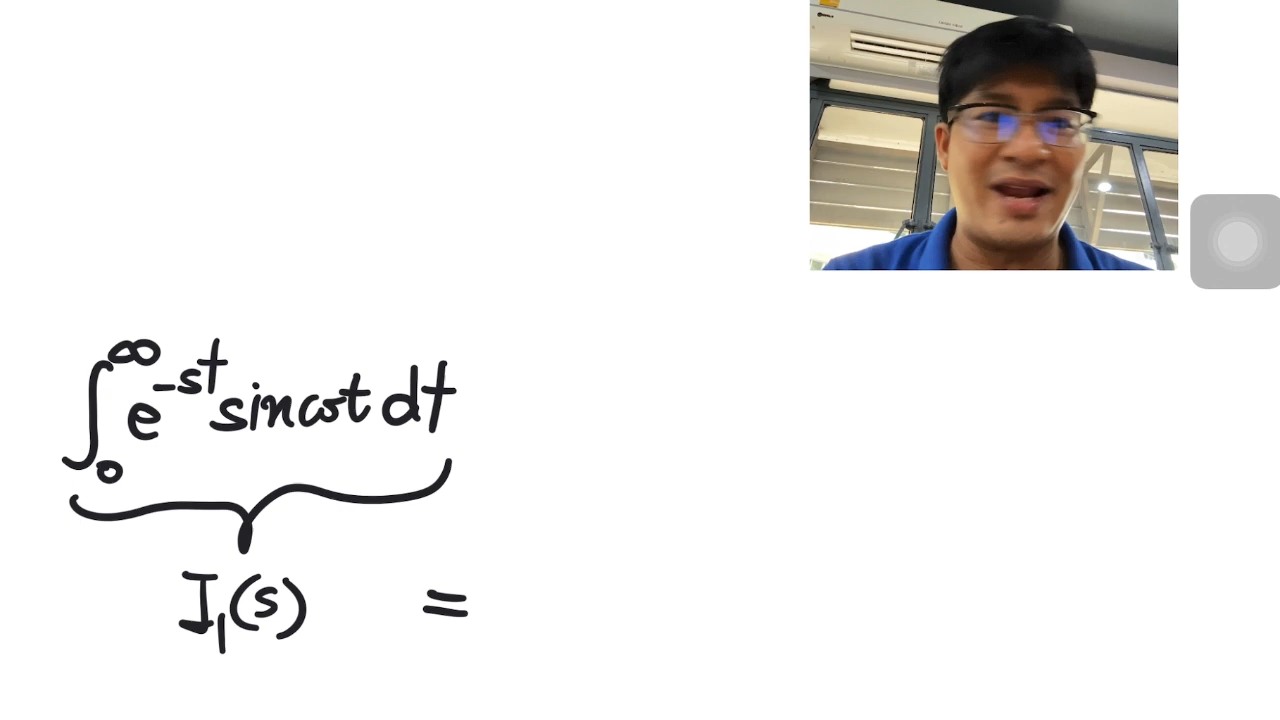 ∫₀^∞ e^{-st} sin ωt dt
I₁(s) =